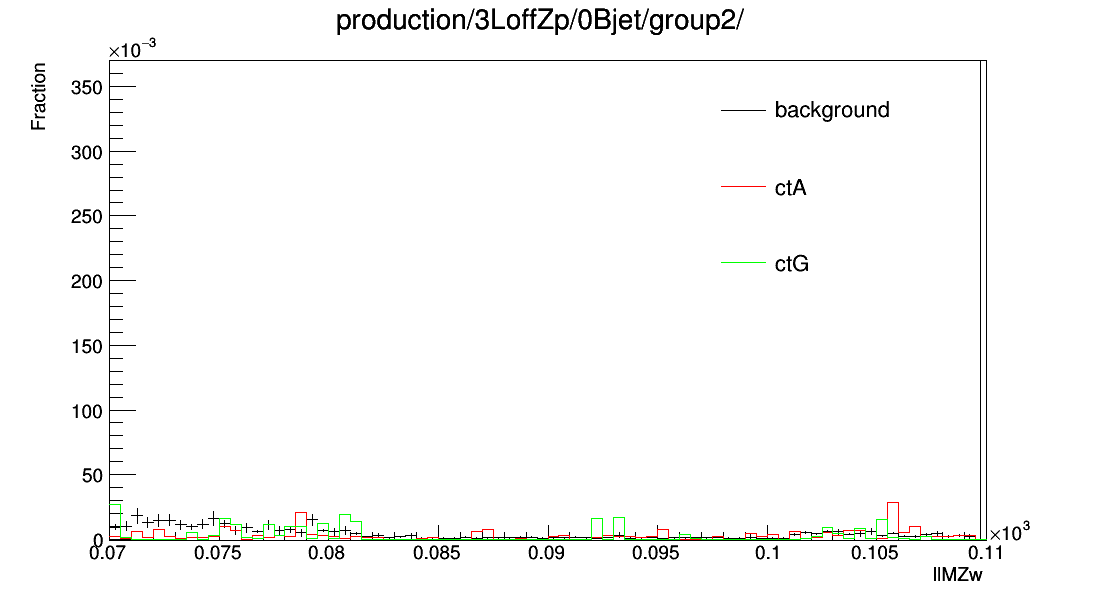 production/3LoffZp/0Bjet/group2/
×10⁻³
Fraction
350
300
250
200
150
100
50
0
background
ctA
ctG
0.07 0.075 0.08 0.085 0.09 0.095 0.1 0.105 0.11
×10³
llMZw